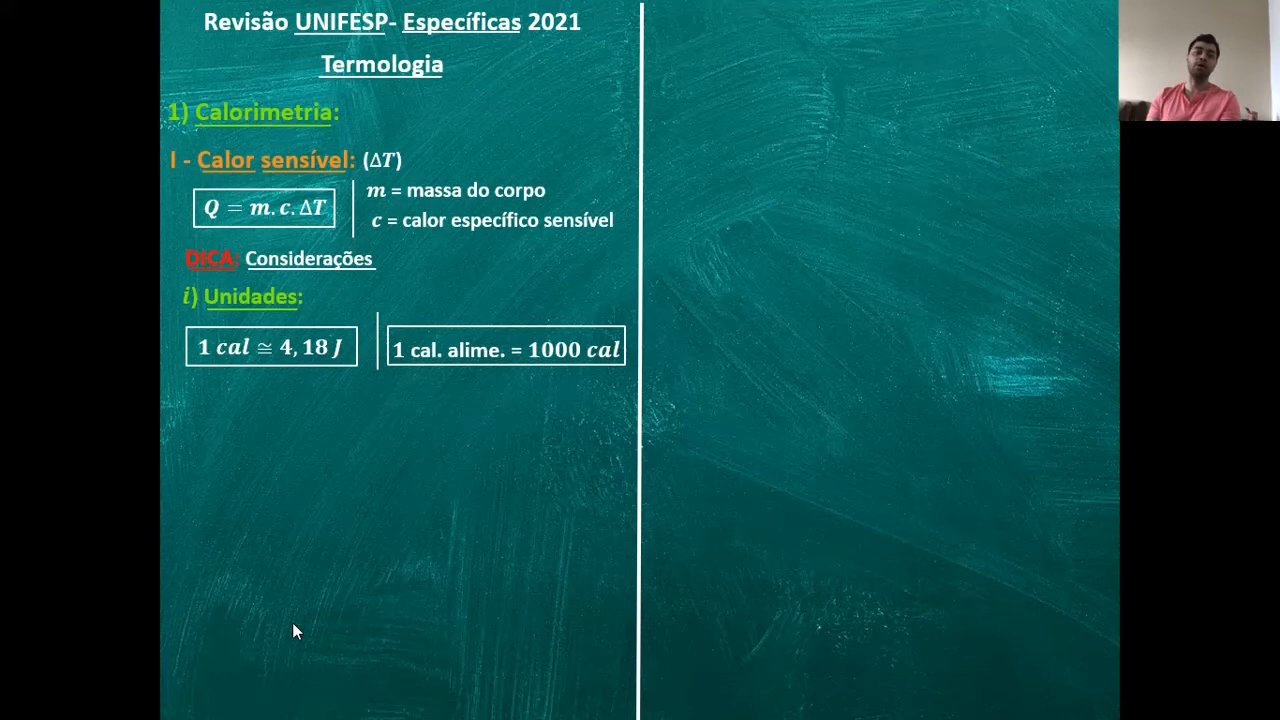 Revisão UNIFESP- Específicas 2021
Termologia
1) Calorimetria:
I - Calor sensível: (ΔT)
Q = m.c.ΔT
m = massa do corpo
c = calor específico sensível
DICA: Considerações
i) Unidades:
1 cal ≅ 4,18 J
1 cal. alime. = 1000 cal